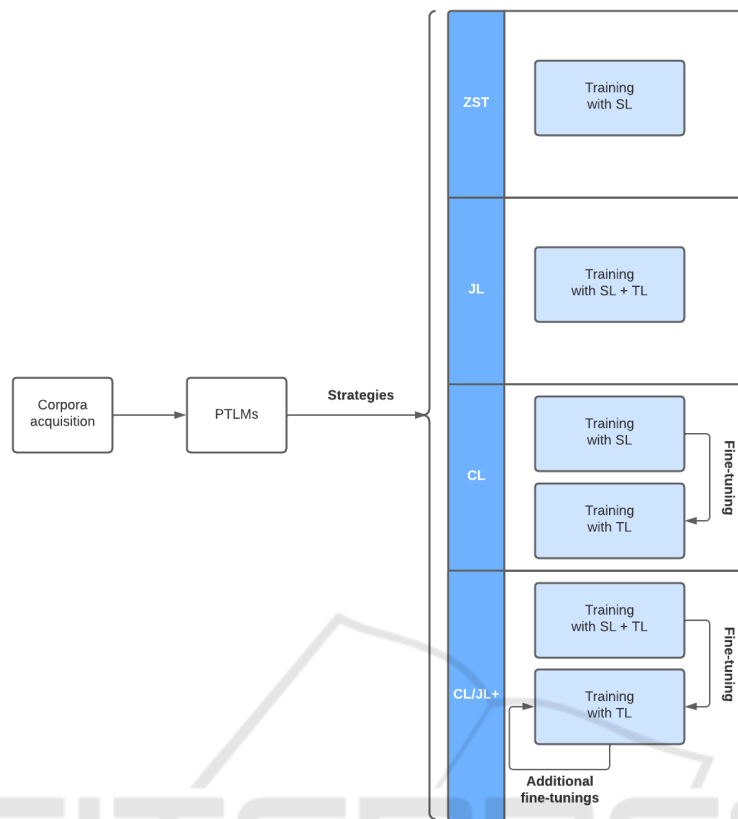 Corpora
acquisition
PTLMs
Strategies
ZST
Training
with SL
JL
Training
with SL + TL
CL
Training
with SL
Training
with TL
Fine-tuning
CL/JL+
Training
with SL + TL
Training
with TL
Fine-tuning
Additional
fine-tunings